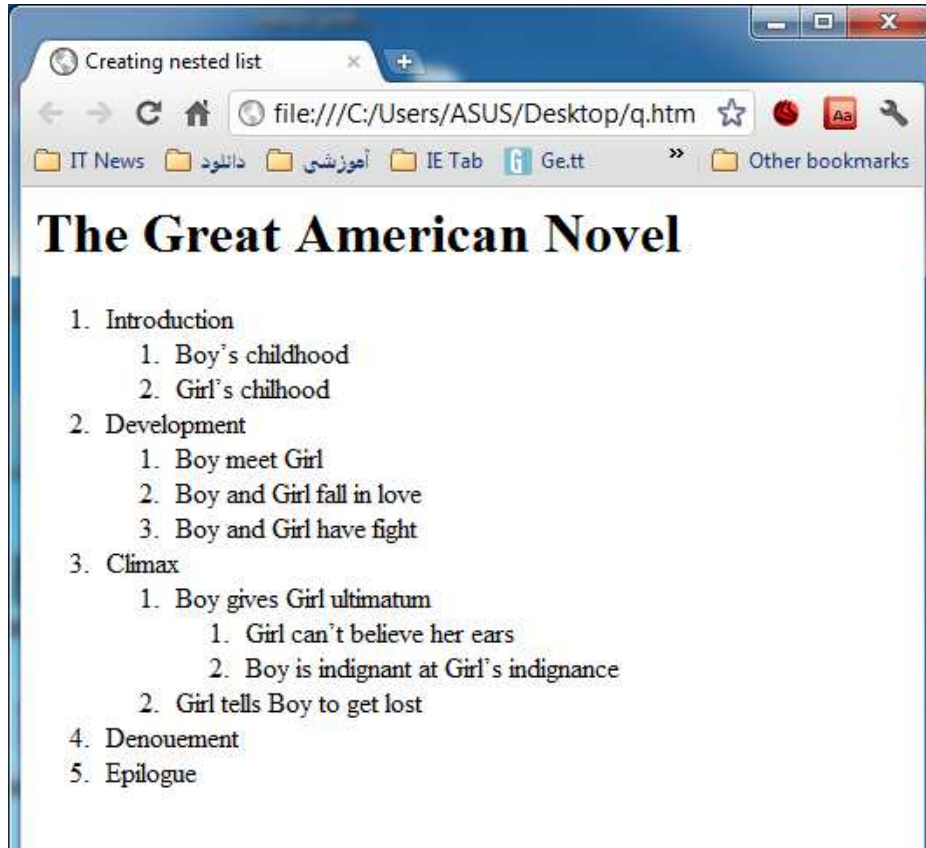 Creating nested list
file:///C:/Users/ASUS/Desktop/q.htm
Aa
IT News دانلود آموزشی IE Tab G Ge.tt » Other bookmarks
The Great American Novel
1. Introduction
1. Boy's childhood
2. Girl's chilhood
2. Development
1. Boy meet Girl
2. Boy and Girl fall in love
3. Boy and Girl have fight
3. Climax
1. Boy gives Girl ultimatum
1. Girl can't believe her ears
2. Boy is indignant at Girl's indignance
2. Girl tells Boy to get lost
4. Denouement
5. Epilogue